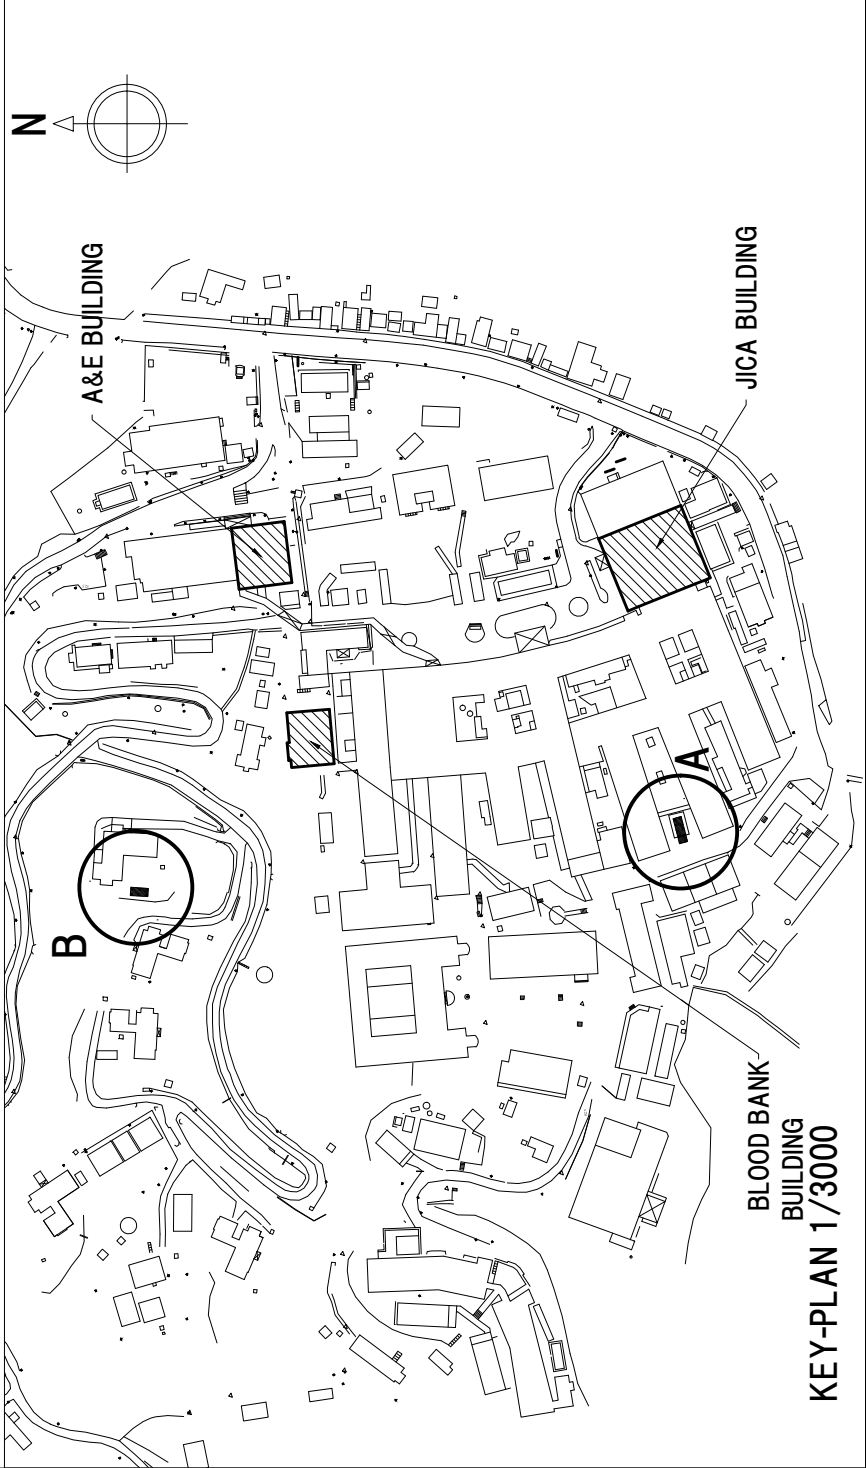 N
A&E BUILDING
JICA BUILDING
A
B
BLOOD BANK
BUILDING
KEY-PLAN 1/3000